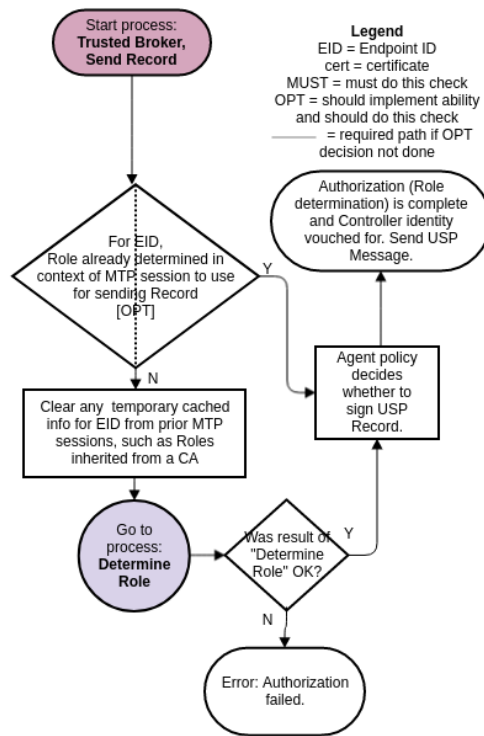 Start process:
Trusted Broker,
Send Record
Legend
EID = Endpoint ID
cert = certificate
MUST = must do this check
OPT = should implement ability
and should do this check
= required path if OPT
decision not done
Authorization (Role
determination) is complete
and Controller identity
vouched for. Send USP
Message.
For EID,
Role already determined in
context of MTP session to use
for sending Record
[OPT]
Y
N
Agent policy
decides
whether to
sign USP
Record.
Clear any temporary cached
info for EID from prior MTP
sessions, such as Roles
inherited from a CA
Go to
process:
Determine
Role
Was result of
"Determine
Role" OK?
Y
N
Error: Authorization
failed.